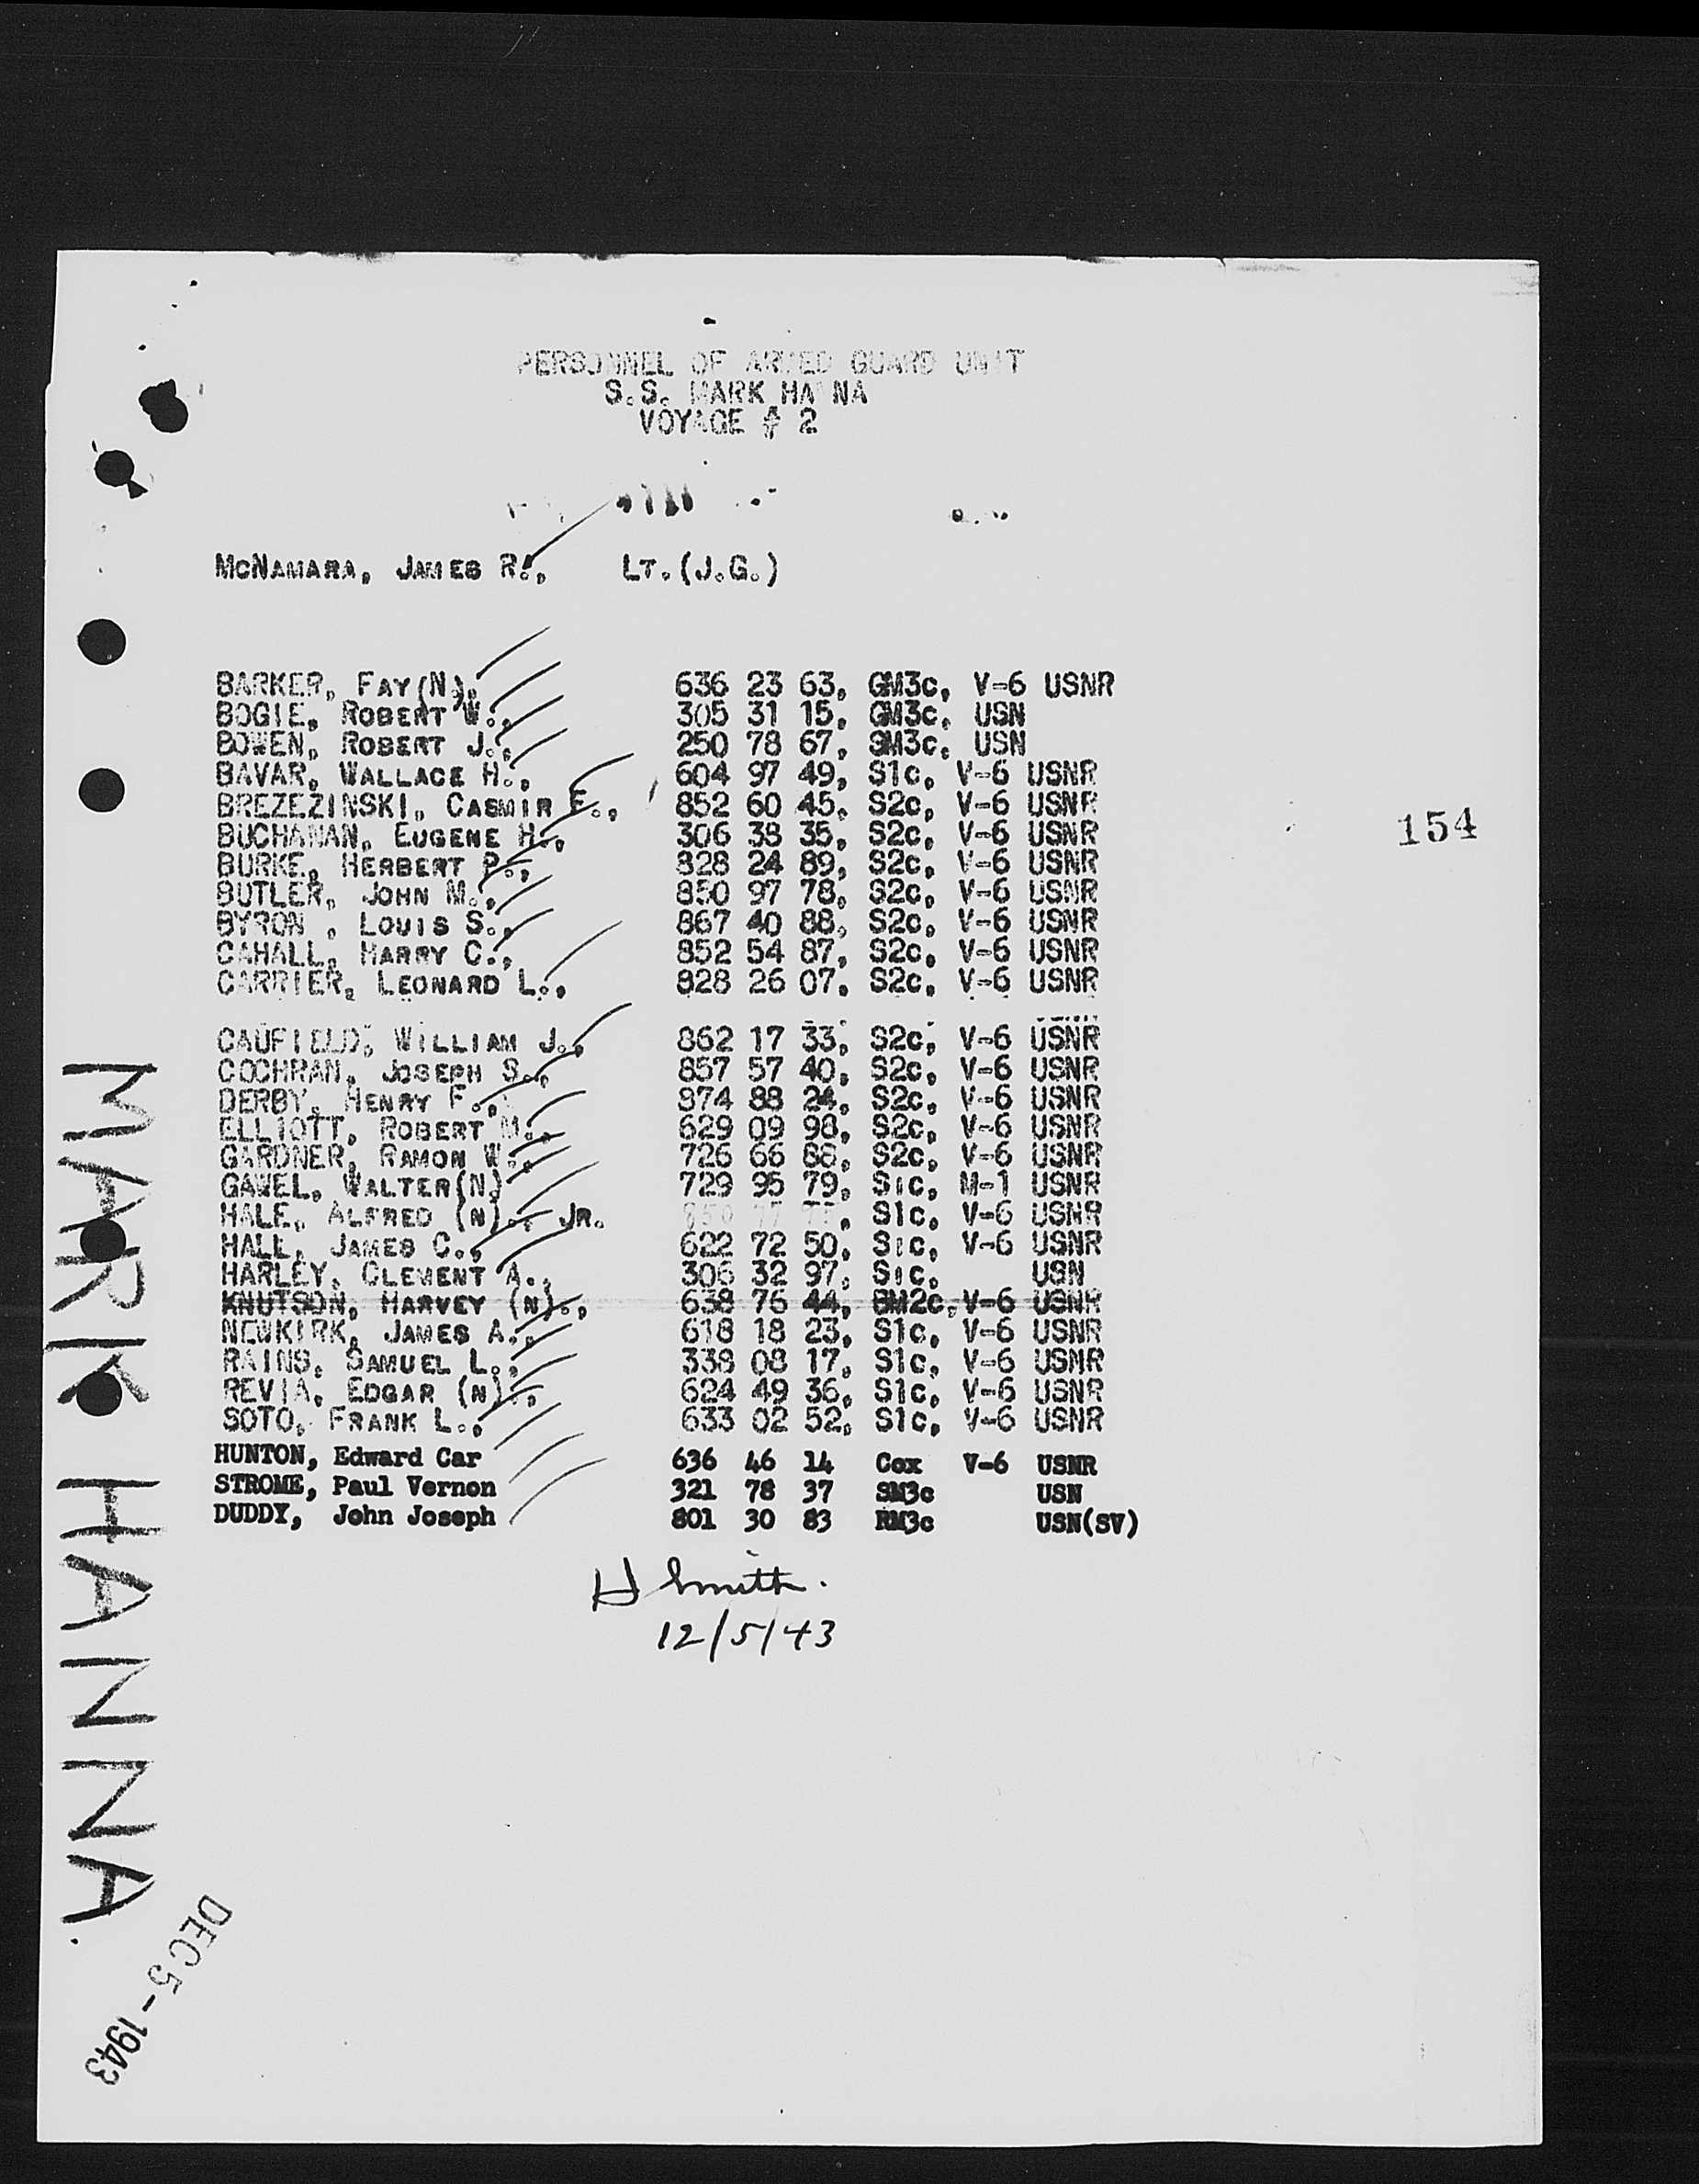 PERSONNEL OF ARMED GUARD UNIT
S.S. MARK HANNA
VOYAGE # 2
McNAMARA, JAMES R., LT.(J.G.)
BARKER, FAY(N), 636 23 63, GM3c, V-6 USNR
BOGIE, ROBERT W., 305 31 15, GM3c, USN
BOWEN, ROBERT J., 250 78 67, SM3c, USN
BAVAR, WALLACE H., 604 97 49, S1c, V-6 USNR
BREZEZINSKI, CASMIR E., 852 60 45, S2c, V-6 USNR
BUCHANAN, EUGENE H., 306 38 35, S2c, V-6 USNR
BURKE, HERBERT P., 828 24 89, S2c, V-6 USNR
BUTLER, JOHN M., 850 97 78, S2c, V-6 USNR
BYRON , LOUIS S., 867 40 88, S2c, V-6 USNR
CAHALL, HARRY C., 852 54 87, S2c, V-6 USNR
CARRIER, LEONARD L., 828 26 07, S2c, V-6 USNR
154
CAUFIELD, WILLIAM J., 862 17 33, S2c, V-6 USNR
COCHRAN, JOSEPH S., 857 57 40, S2c, V-6 USNR
DERBY, HENRY F., 874 88 24, S2c, V-6 USNR
ELLIOTT, ROBERT M., 629 09 98, S2c, V-6 USNR
GARDNER, RAMON W., 726 66 88, S2c, V-6 USNR
GAWEL, WALTER(N) 729 95 79, S1c, M-1 USNR
HALE, ALFRED (N)., JR. S1c, V-6 USNR
HALL, JAMES C., 622 72 50, S1c, V-6 USNR
HARLEY, CLEMENT A., 306 32 97, S1c, USN
KNUTSON, HARVEY (N)., 638 76 44, BM2c, V-6 USNR
NEWKIRK, JAMES A., 618 18 23, S1c, V-6 USNR
RAINS, SAMUEL L., 338 08 17, S1c, V-6 USNR
REVIA, EDGAR (N)., 624 49 36, S1c, V-6 USNR
SOTO, FRANK L., 633 02 52, S1c, V-6 USNR
HUNTON, Edward Car 636 46 14 Cox V-6 USNR
STROME, Paul Vernon 321 78 37 SM3c USN
DUDDY, John Joseph 801 30 83 RM3c USN(SV)
H Smith.
12/5/43
MARK HANNA.
DEC 5-1943